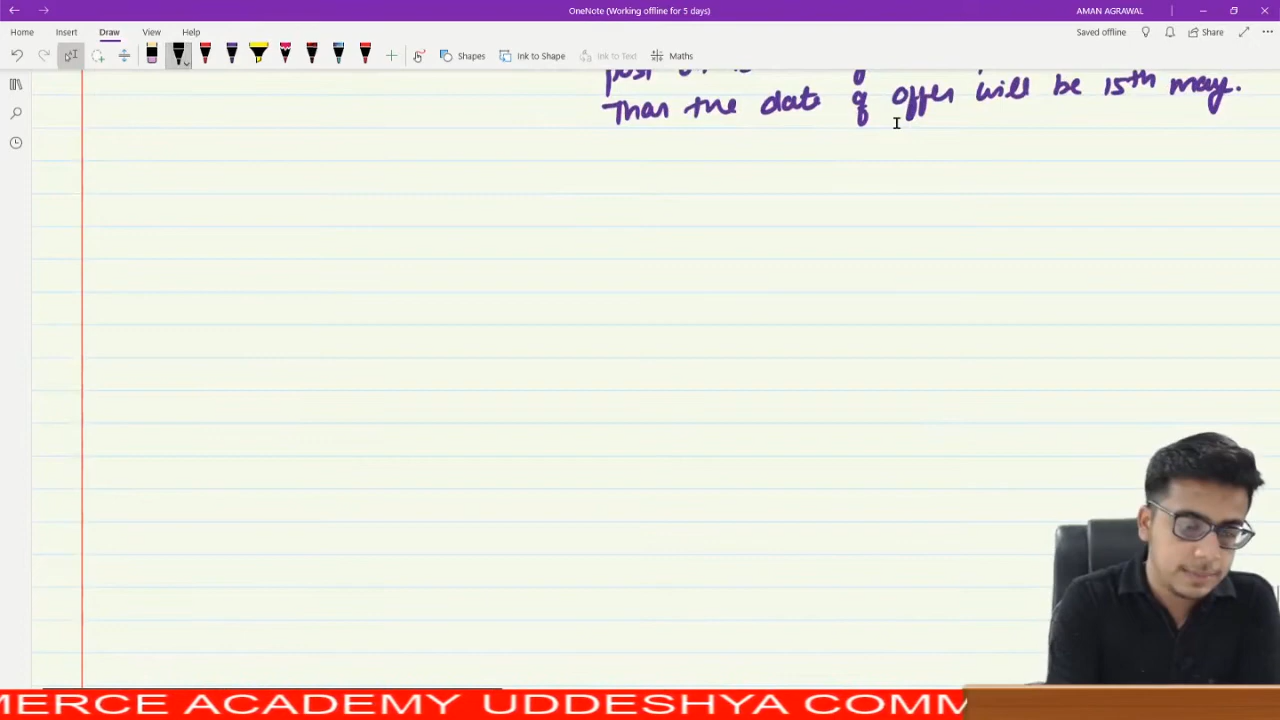 OneNote (Working offline for 5 days)
AMAN AGRAWAL
Home Insert Draw View Help
Saved offline
Share
Shapes
Ink to Shape
Ink to Text
Maths
Than the date of offer will be 15th may.
MERCE ACADEMY UDDESHYA COMM